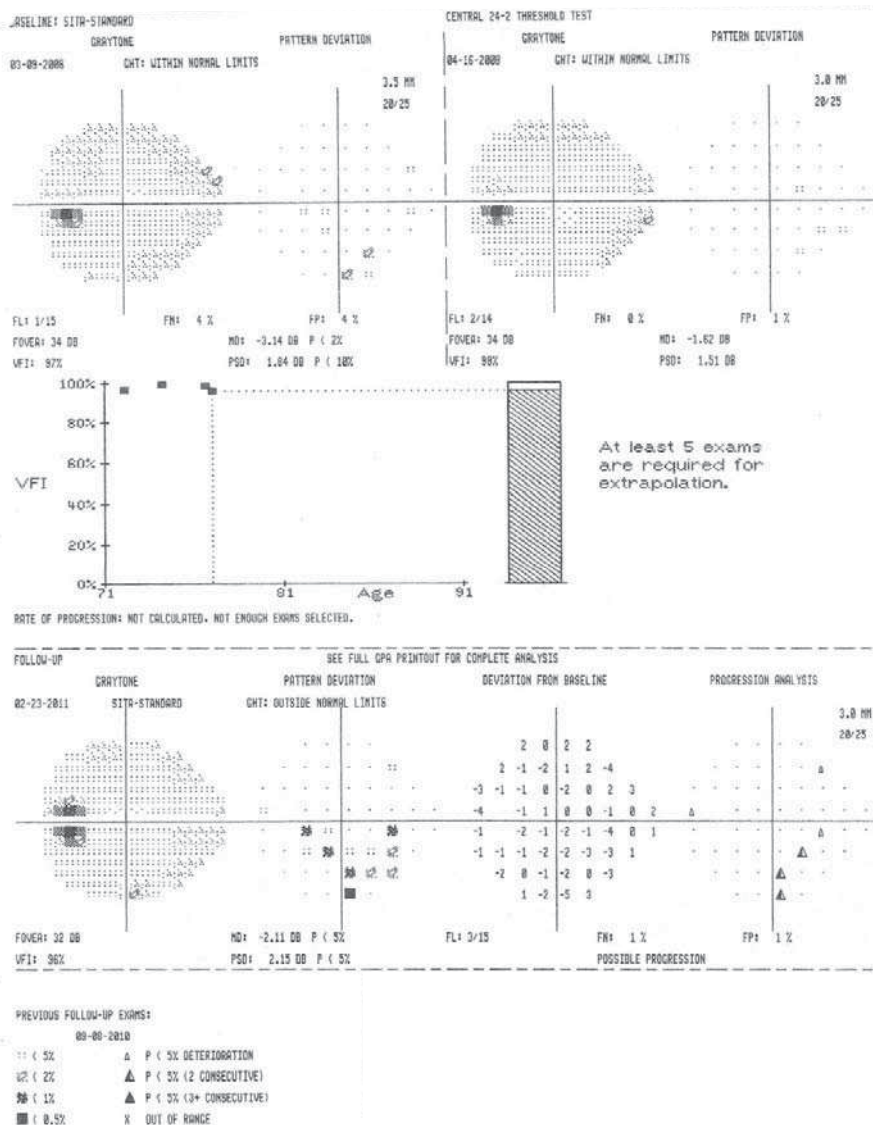 ASELINE: SITA-STANDARD
CENTRAL 24-2 THRESHOLD TEST
GRAYTONE PATTERN DEVIATION GRAYTONE PATTERN DEVIATION
03-09-2008 GHT: WITHIN NORMAL LIMITS 04-16-2008 GHT: WITHIN NORMAL LIMITS
3.5 MM 3.0 MM
20/25 20/25
FL: 1/15 FN: 4 % FP: 4 % FL: 2/14 FN: 0 % FP: 1 %
FOVEA: 34 DB MD: -3.14 DB P < 2% FOVEA: 34 DB MD: -1.62 DB
VFI: 97% PSD: 1.84 DB P < 10% VFI: 98% PSD: 1.51 DB
100%
80%
60%
VFI
40%
20%
0%
71 81 Age 91
At least 5 exams
are required for
extrapolation.
RATE OF PROGRESSION: NOT CALCULATED. NOT ENOUGH EXAMS SELECTED.
FOLLOW-UP SEE FULL GPA PRINTOUT FOR COMPLETE ANALYSIS
GRAYTONE PATTERN DEVIATION DEVIATION FROM BASELINE PROGRESSION ANALYSIS
02-23-2011 SITA-STANDARD GHT: OUTSIDE NORMAL LIMITS
3.0 MM
20/25
2 0 2 2
2 -1 -2 1 2 -4
-3 -1 -1 0 -2 0 2 3
-4 -1 1 0 0 -1 0 2
-1 -2 -1 -2 -1 -4 0 1
-1 -1 -1 -2 -2 -3 -3 1
-2 0 -1 -2 0 -3
1 -2 -5 3
FOVEA: 32 DB MD: -2.11 DB P < 5% FL: 3/15 FN: 1 % FP: 1 %
VFI: 96% PSD: 2.15 DB P < 5% POSSIBLE PROGRESSION
PREVIOUS FOLLOW-UP EXAMS:
09-08-2010
< 5% P < 5% DETERIORATION
< 2% P < 5% (2 CONSECUTIVE)
< 1% P < 5% (3+ CONSECUTIVE)
< 0.5% X OUT OF RANGE